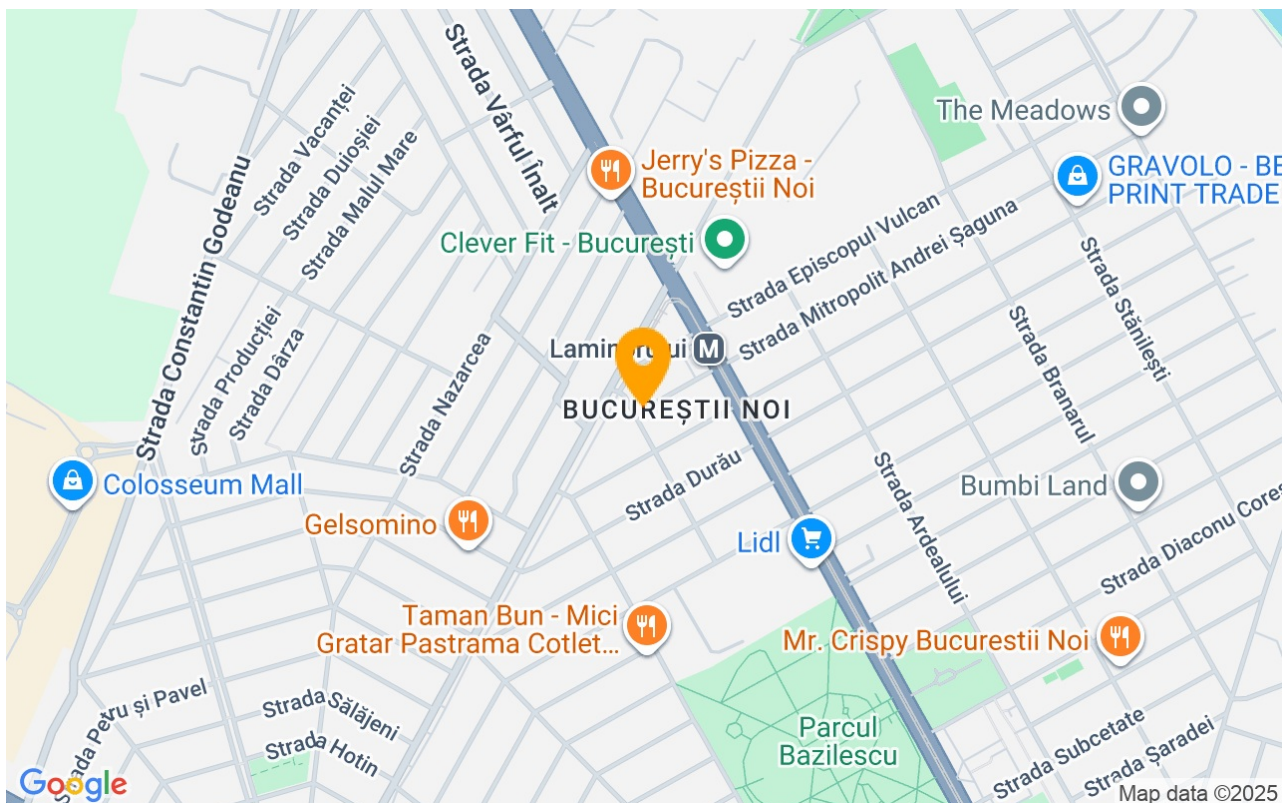 Strada Vârful Înalt
Strada Vacanței
Strada Duioșiei
Strada Malul Mare
Strada Constantin Godeanu
The Meadows
Jerry's Pizza -
Bucureștii Noi
GRAVOLO - BE
PRINT TRADE
Clever Fit - București
Strada Episcopul Vulcan
Strada Mitropolit Andrei Șaguna
Strada Stănilești
Strada Branarul
Strada Producției
Strada Dârza
Strada Nazarcea
M
BUCUREȘTII NOI
Strada Durău
Strada Ardealului
Colosseum Mall
Gelsomino
Lidl
Bumbi Land
Strada Diaconu Cores
Taman Bun - Mici
Gratar Pastrama Cotlet...
Mr. Crispy Bucurestii Noi
Strada Petru și Pavel
Strada Sălăjeni
Strada Hotin
Parcul
Bazilescu
Strada Subcetate
Strada Șaradei
Google
Map data ©2025